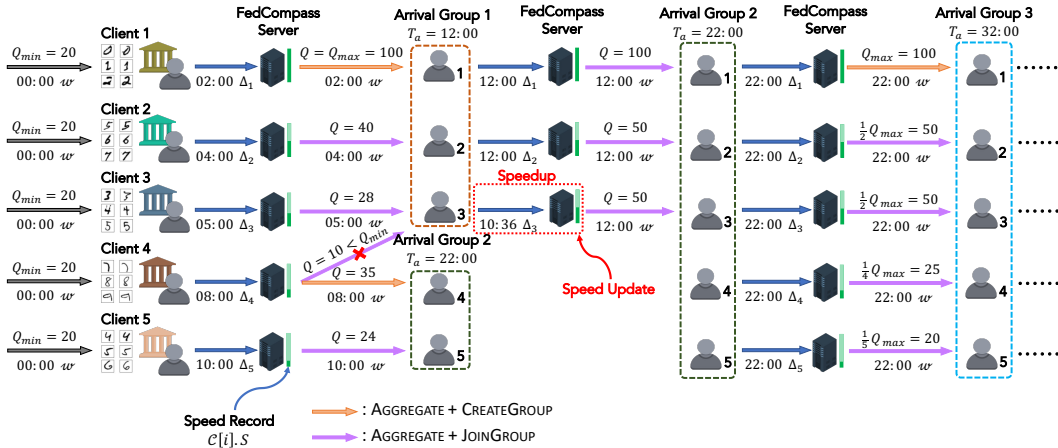 FedCompass
Server
Arrival Group 1
T_a = 12:00
FedCompass
Server
Arrival Group 2
T_a = 22:00
FedCompass
Server
Arrival Group 3
T_a = 32:00
Client 1
Q_min = 20
00:00 w
02:00 Δ_1
Q = Q_max = 100
02:00 w
1
12:00 Δ_1
Q = 100
12:00 w
1
22:00 Δ_1
Q_max = 100
22:00 w
1
Client 2
Q_min = 20
00:00 w
04:00 Δ_2
Q = 40
04:00 w
2
12:00 Δ_2
Q = 50
12:00 w
2
22:00 Δ_2
½Q_max = 50
22:00 w
2
Client 3
Q_min = 20
00:00 w
05:00 Δ_3
Q = 28
05:00 w
3
Speedup
10:36 Δ_3
Q = 50
12:00 w
3
22:00 Δ_3
½Q_max = 50
22:00 w
3
Speed Update
Client 4
Q_min = 20
00:00 w
08:00 Δ_4
Q = 10 < Q_min
Q = 35
08:00 w
Arrival Group 2
T_a = 22:00
4
4
22:00 Δ_4
¼Q_max = 25
22:00 w
4
Client 5
Q_min = 20
00:00 w
10:00 Δ_5
Q = 24
10:00 w
5
5
22:00 Δ_5
⅕Q_max = 20
22:00 w
5
Speed Record
C[i].S
: AGGREGATE + CREATEGROUP
: AGGREGATE + JOINGROUP